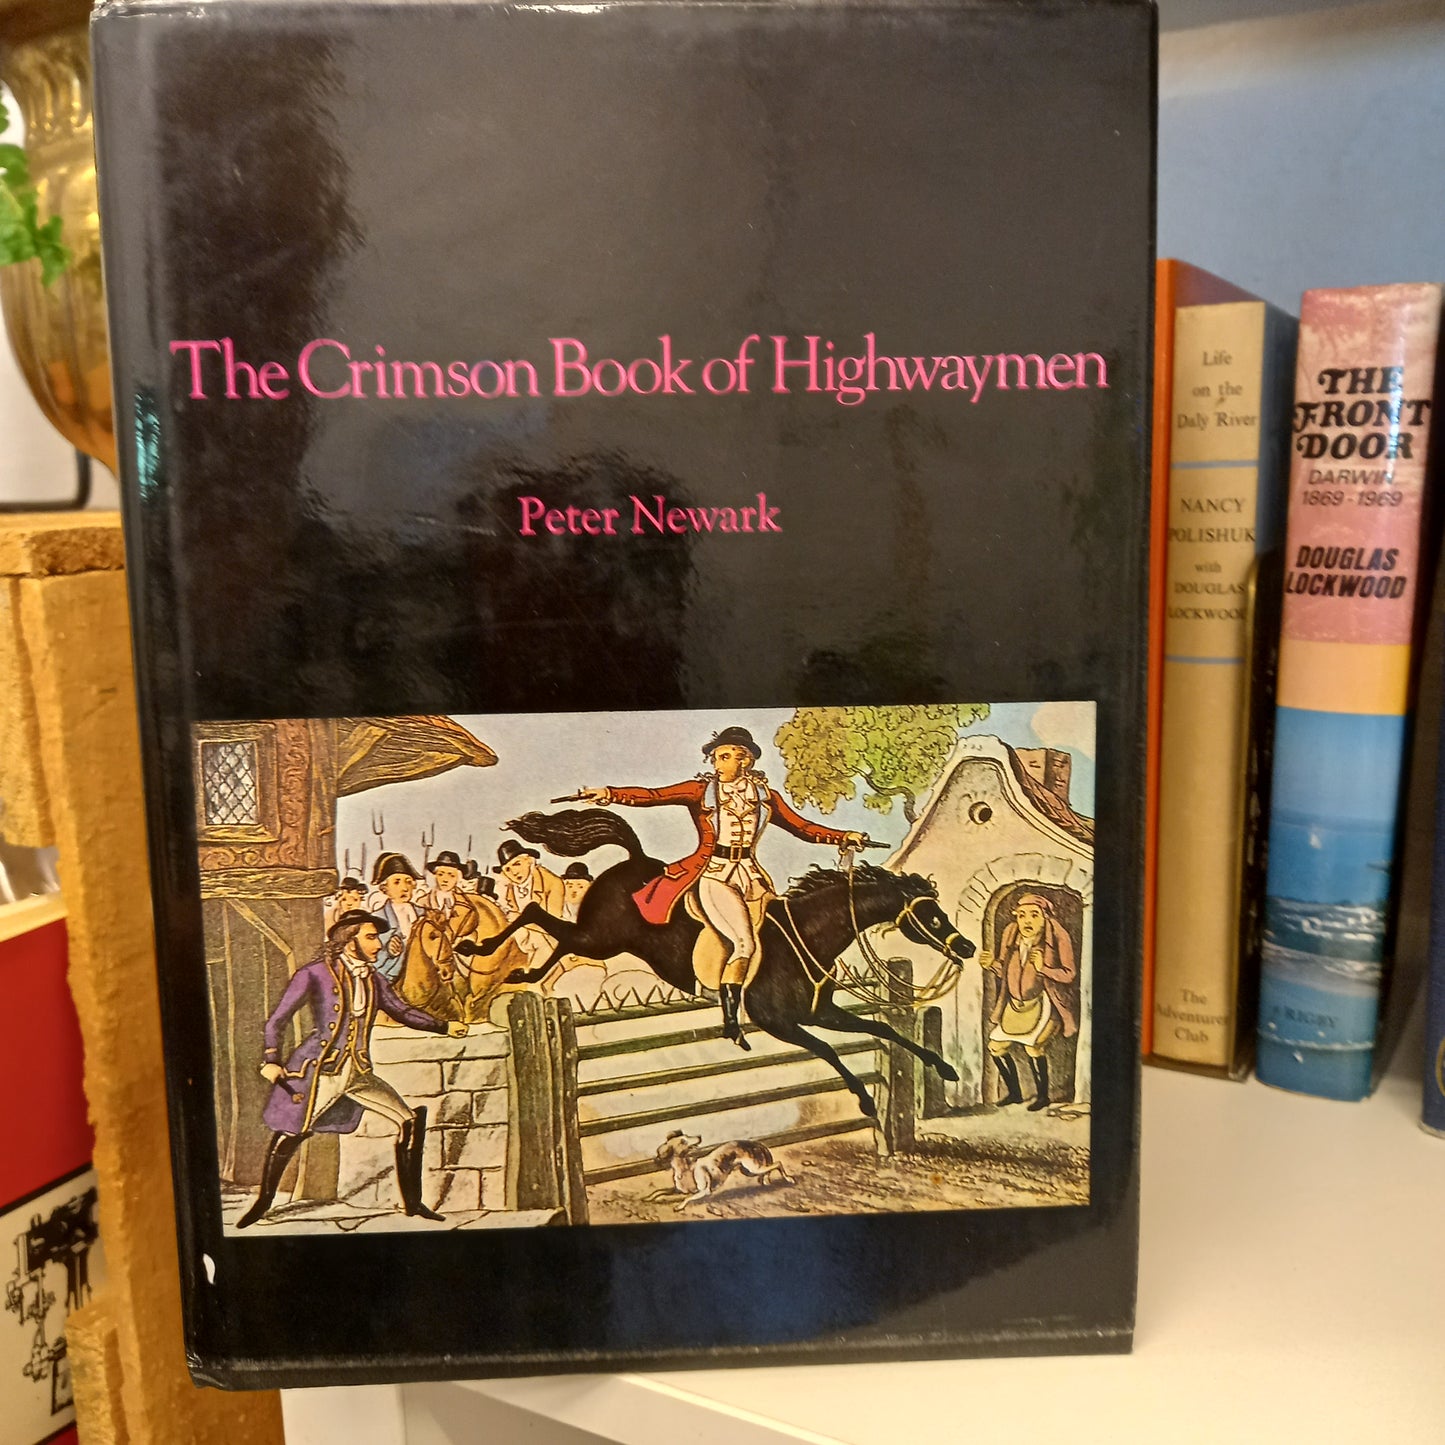 The Crimson Book of Highwaymen
Peter Newark
Life
on the
Daly River
NANCY
POLISHUK
with
DOUGLAS
LOCKWOOD
The
Adventurers
Club
THE
FRONT
DOOR
DARWIN
1869-1969
DOUGLAS
LOCKWOOD
RIGBY